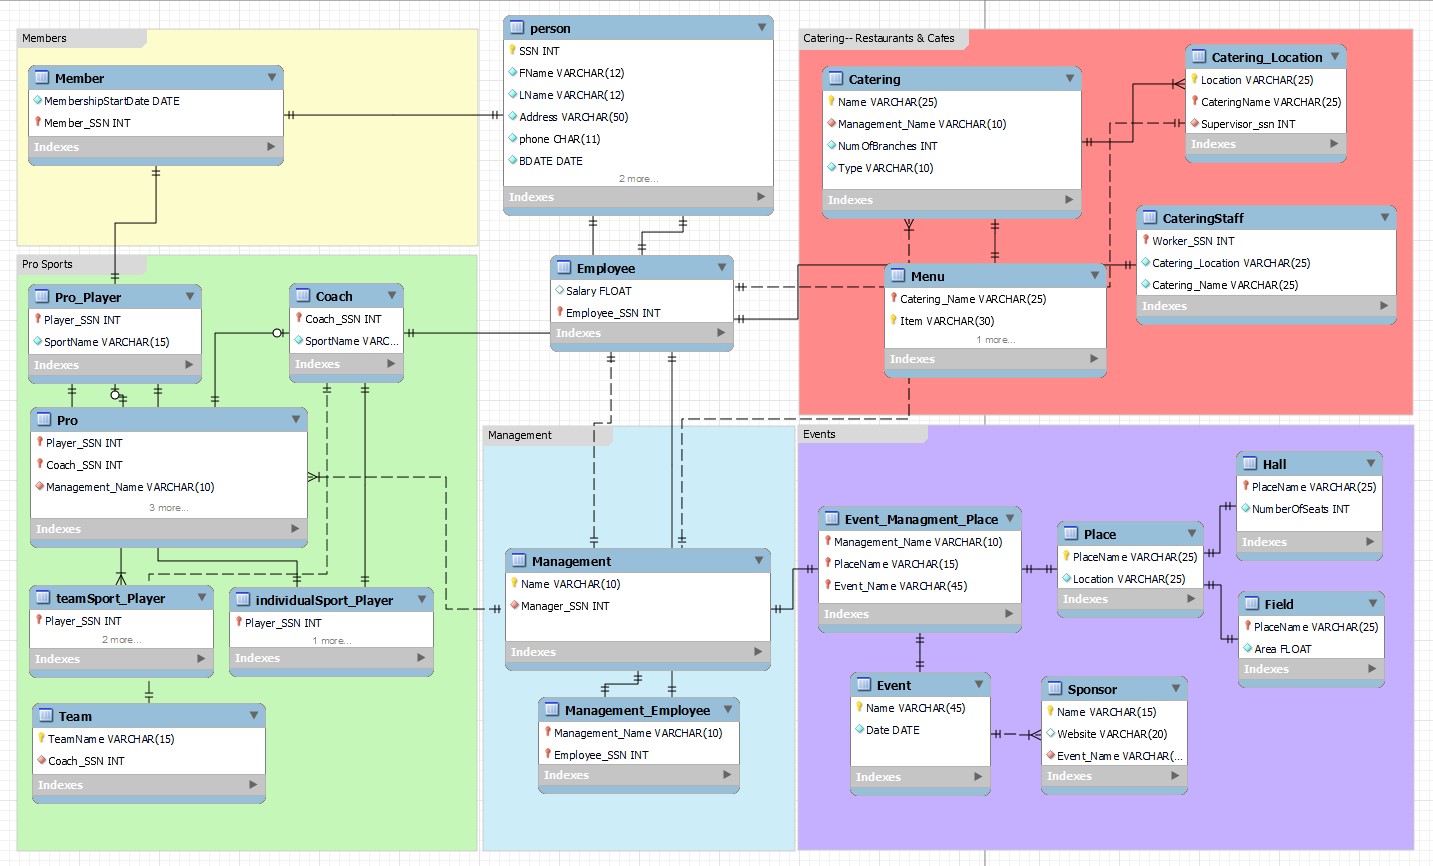 Members
Member
MembershipStartDate DATE
Member_SSN INT
Indexes
person
SSN INT
FName VARCHAR(12)
LName VARCHAR(12)
Address VARCHAR(50)
phone CHAR(11)
BDATE DATE
2 more...
Indexes
Catering-- Restaurants & Cafes
Catering
Name VARCHAR(25)
Management_Name VARCHAR(10)
NumOfBranches INT
Type VARCHAR(10)
Indexes
Catering_Location
Location VARCHAR(25)
CateringName VARCHAR(25)
Supervisor_ssn INT
Indexes
CateringStaff
Worker_SSN INT
Catering_Location VARCHAR(25)
Catering_Name VARCHAR(25)
Indexes
Menu
Catering_Name VARCHAR(25)
Item VARCHAR(30)
1 more...
Indexes
Employee
Salary FLOAT
Employee_SSN INT
Indexes
Pro Sports
Pro_Player
Player_SSN INT
SportName VARCHAR(15)
Indexes
Coach
Coach_SSN INT
SportName VARC...
Indexes
Pro
Player_SSN INT
Coach_SSN INT
Management_Name VARCHAR(10)
3 more...
Indexes
teamSport_Player
Player_SSN INT
2 more...
Indexes
individualSport_Player
Player_SSN INT
1 more...
Indexes
Team
TeamName VARCHAR(15)
Coach_SSN INT
Indexes
Management
Management
Name VARCHAR(10)
Manager_SSN INT
Indexes
Management_Employee
Management_Name VARCHAR(10)
Employee_SSN INT
Indexes
Events
Event_Managment_Place
Management_Name VARCHAR(10)
PlaceName VARCHAR(15)
Event_Name VARCHAR(45)
Indexes
Place
PlaceName VARCHAR(25)
Location VARCHAR(25)
Indexes
Hall
PlaceName VARCHAR(25)
NumberOfSeats INT
Indexes
Field
PlaceName VARCHAR(25)
Area FLOAT
Indexes
Event
Name VARCHAR(45)
Date DATE
Indexes
Sponsor
Name VARCHAR(15)
Website VARCHAR(20)
Event_Name VARCHAR(...
Indexes